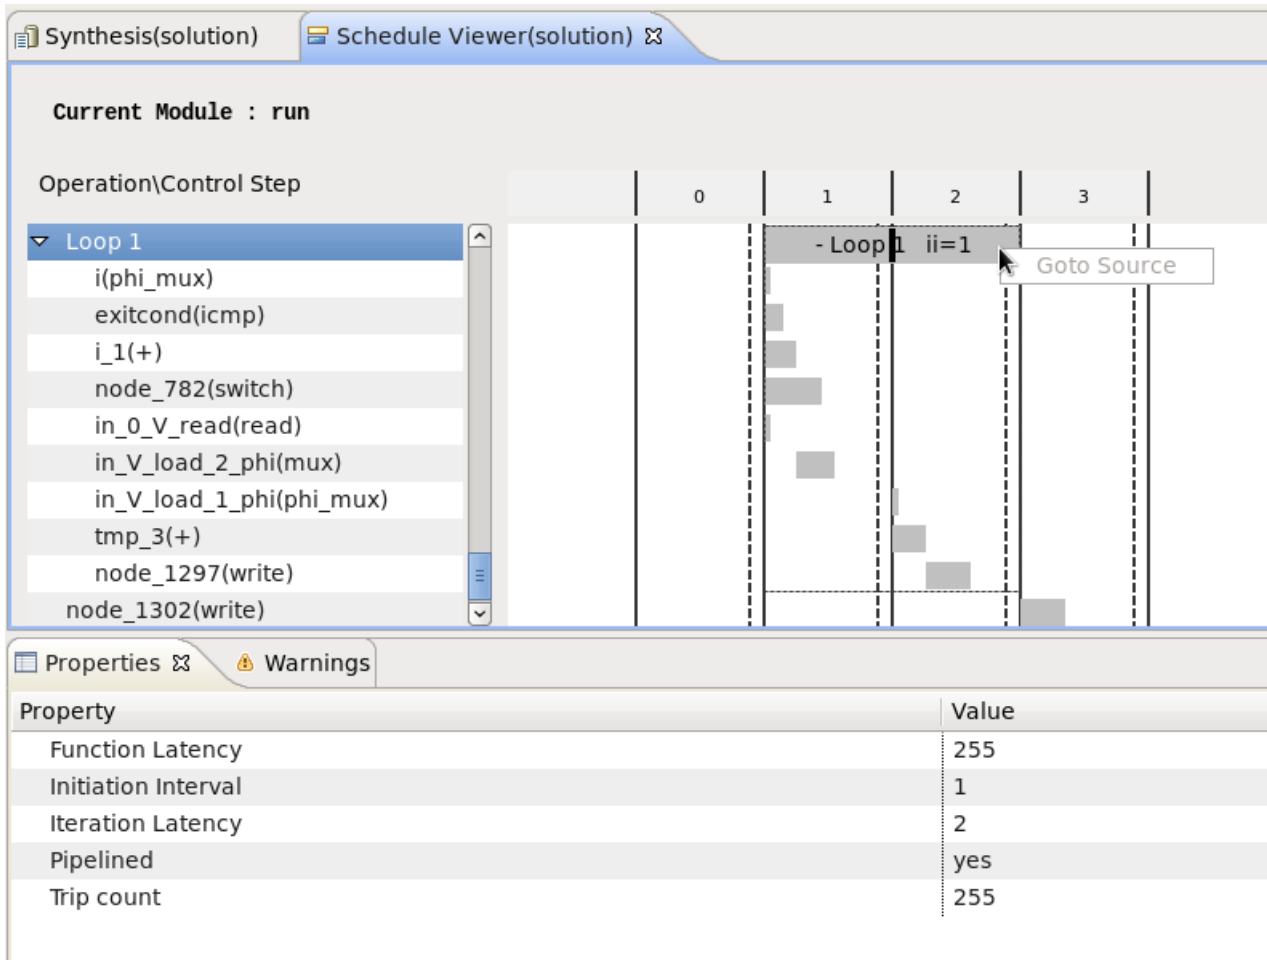 Synthesis(solution) Schedule Viewer(solution)
Current Module : run
Operation\Control Step 0 1 2 3
Loop 1 - Loop 1 ii=1
Goto Source
i(phi_mux)
exitcond(icmp)
i_1(+)
node_782(switch)
in_0_V_read(read)
in_V_load_2_phi(mux)
in_V_load_1_phi(phi_mux)
tmp_3(+)
node_1297(write)
node_1302(write)
Properties Warnings
Property Value
Function Latency 255
Initiation Interval 1
Iteration Latency 2
Pipelined yes
Trip count 255